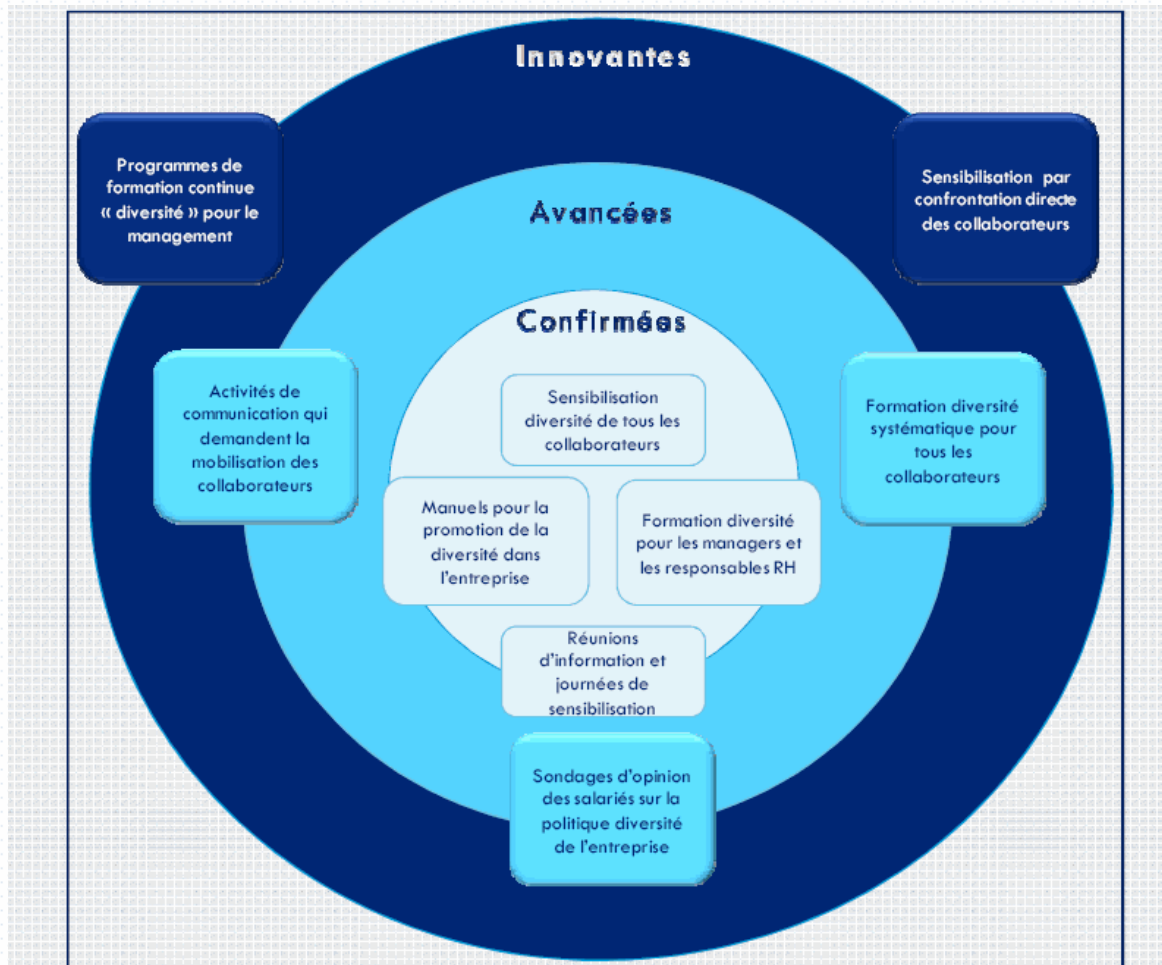 Innovantes
Programmes de
formation continue
« diversité » pour le
management
Sensibilisation par
confrontation directe
des collaborateurs
Avancées
Confirmées
Activités de
communication qui
demandent la
mobilisation des
collaborateurs
Sensibilisation
diversité de tous les
collaborateurs
Formation diversité
systématique pour
tous les
collaborateurs
Manuels pour la
promotion de la
diversité dans
l'entreprise
Formation diversité
pour les managers et
les responsables RH
Réunions
d'information et
journées de
sensibilisation
Sondages d'opinion
des salariés sur la
politique diversité
de l'entreprise